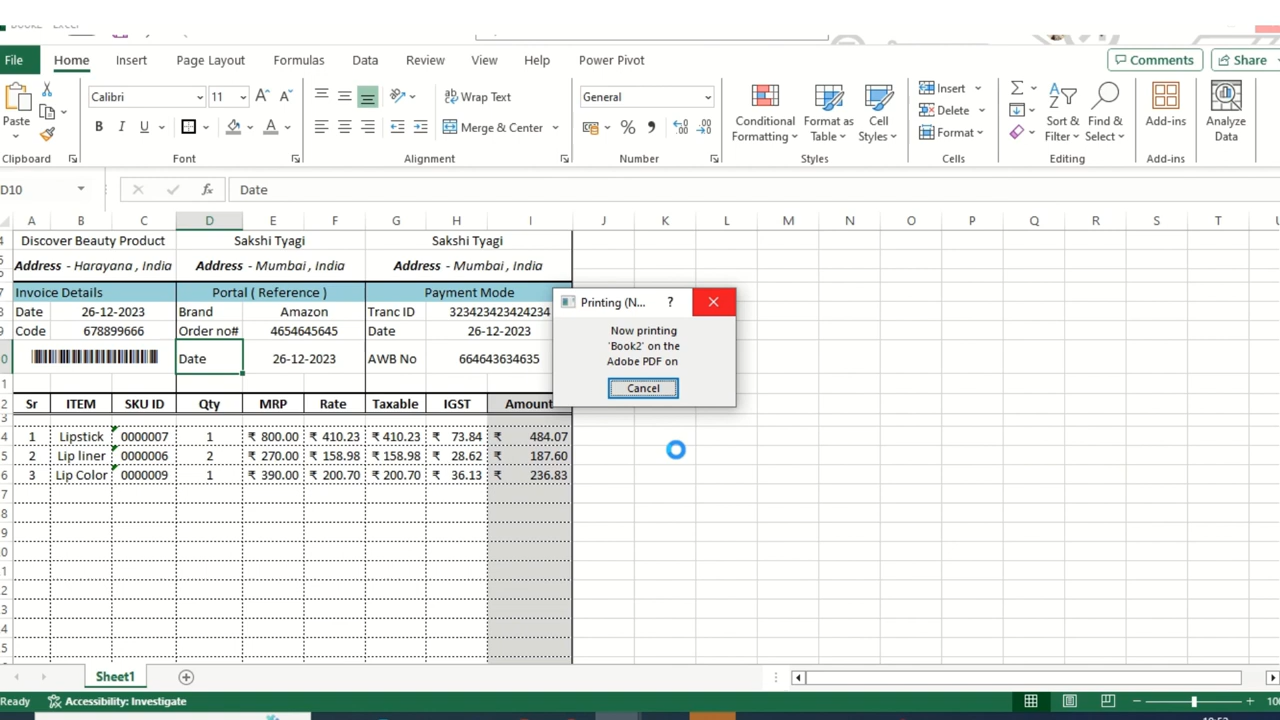 File Home Insert Page Layout Formulas Data Review View Help Power Pivot Comments Share
Calibri 11 Wrap Text General Insert
Paste Merge & Center Conditional Formatting Format as Table Cell Styles Delete Format Sort & Filter Find & Select Add-ins Analyze Data
Clipboard Font Alignment Number Styles Cells Editing Add-ins
D10 fx Date
A B C D E F G H I J K L M N O P Q R S T
Discover Beauty Product Sakshi Tyagi Sakshi Tyagi
Address - Harayana , India Address - Mumbai , India Address - Mumbai , India
Invoice Details Portal ( Reference ) Payment Mode
Date 26-12-2023 Brand Amazon Tranc ID 323423423424234
Code 678899666 Order no# 4654645645 Date 26-12-2023
Date 26-12-2023 AWB No 664643634635
Printing (N... ?
Now printing
'Book2' on the
Adobe PDF on
Cancel
Sr ITEM SKU ID Qty MRP Rate Taxable IGST Amount
1 Lipstick 0000007 1 ₹ 800.00 ₹ 410.23 ₹ 410.23 ₹ 73.84 ₹ 484.07
2 Lip liner 0000006 2 ₹ 270.00 ₹ 158.98 ₹ 158.98 ₹ 28.62 ₹ 187.60
3 Lip Color 0000009 1 ₹ 390.00 ₹ 200.70 ₹ 200.70 ₹ 36.13 ₹ 236.83
Sheet1
Ready Accessibility: Investigate